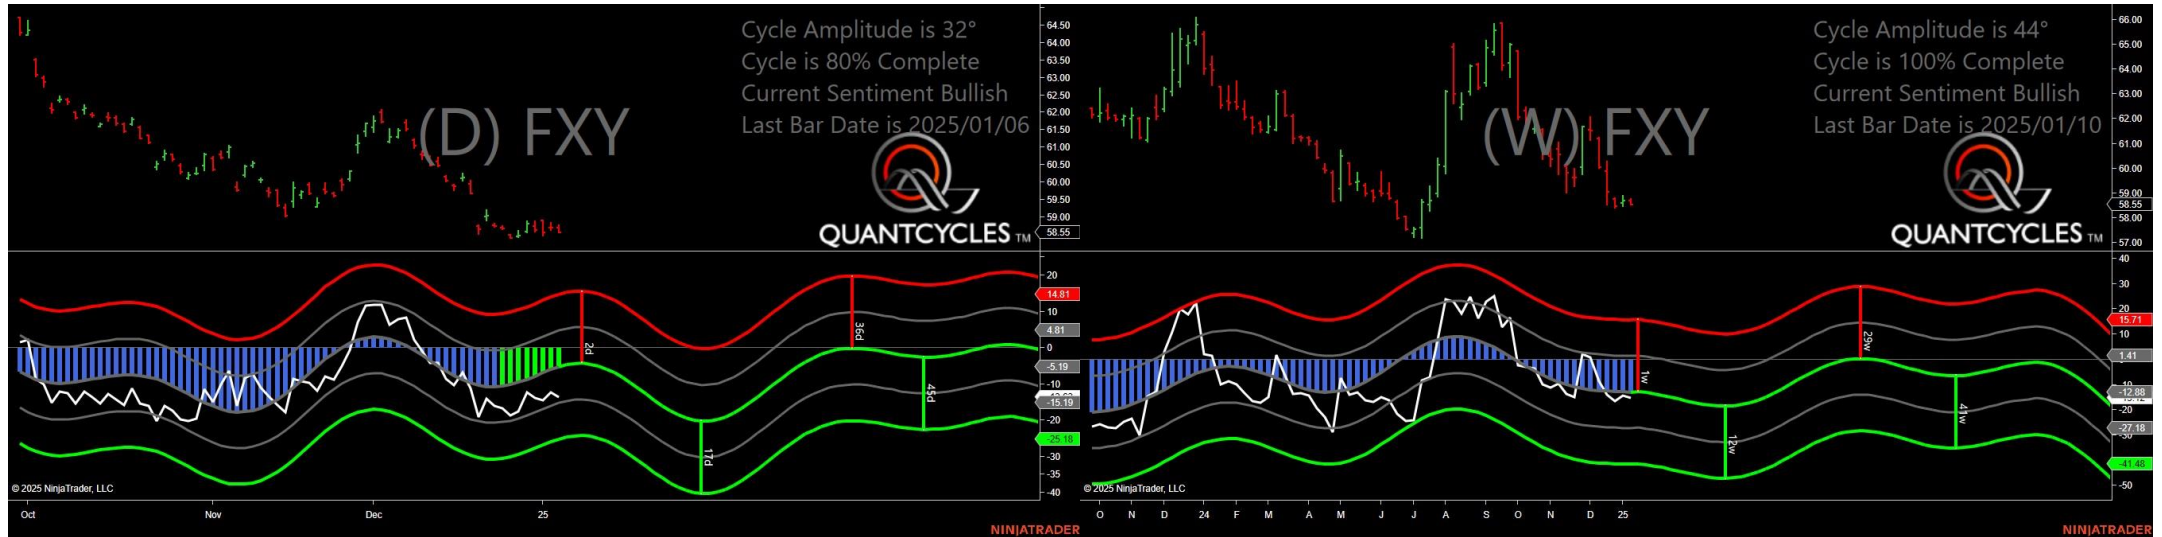 Cycle Amplitude is 32°
Cycle is 80% Complete
Current Sentiment Bullish
Last Bar Date is 2025/01/06
(D) FXY
QUANTCYCLES TM
64.50
64.00
63.50
63.00
62.50
62.00
61.50
61.00
60.50
60.00
59.50
59.00
58.55
20
14.81
10
4.81
0
-5.19
-10
-15.19
-20
-25.18
-30
-35
-40
2d
17d
36d
45d
© 2025 NinjaTrader, LLC
Oct Nov Dec 25
NINJATRADER
Cycle Amplitude is 44°
Cycle is 100% Complete
Current Sentiment Bullish
Last Bar Date is 2025/01/10
(W) FXY
QUANTCYCLES TM
66.00
65.00
64.00
63.00
62.00
61.00
60.00
59.00
58.55
58.00
57.00
40
30
20
15.71
10
1.41
-12.88
-20
-27.18
-41.48
-50
1w
12w
29w
41w
© 2025 NinjaTrader, LLC
O N D 24 F M A M J J A S O N D 25
NINJATRADER